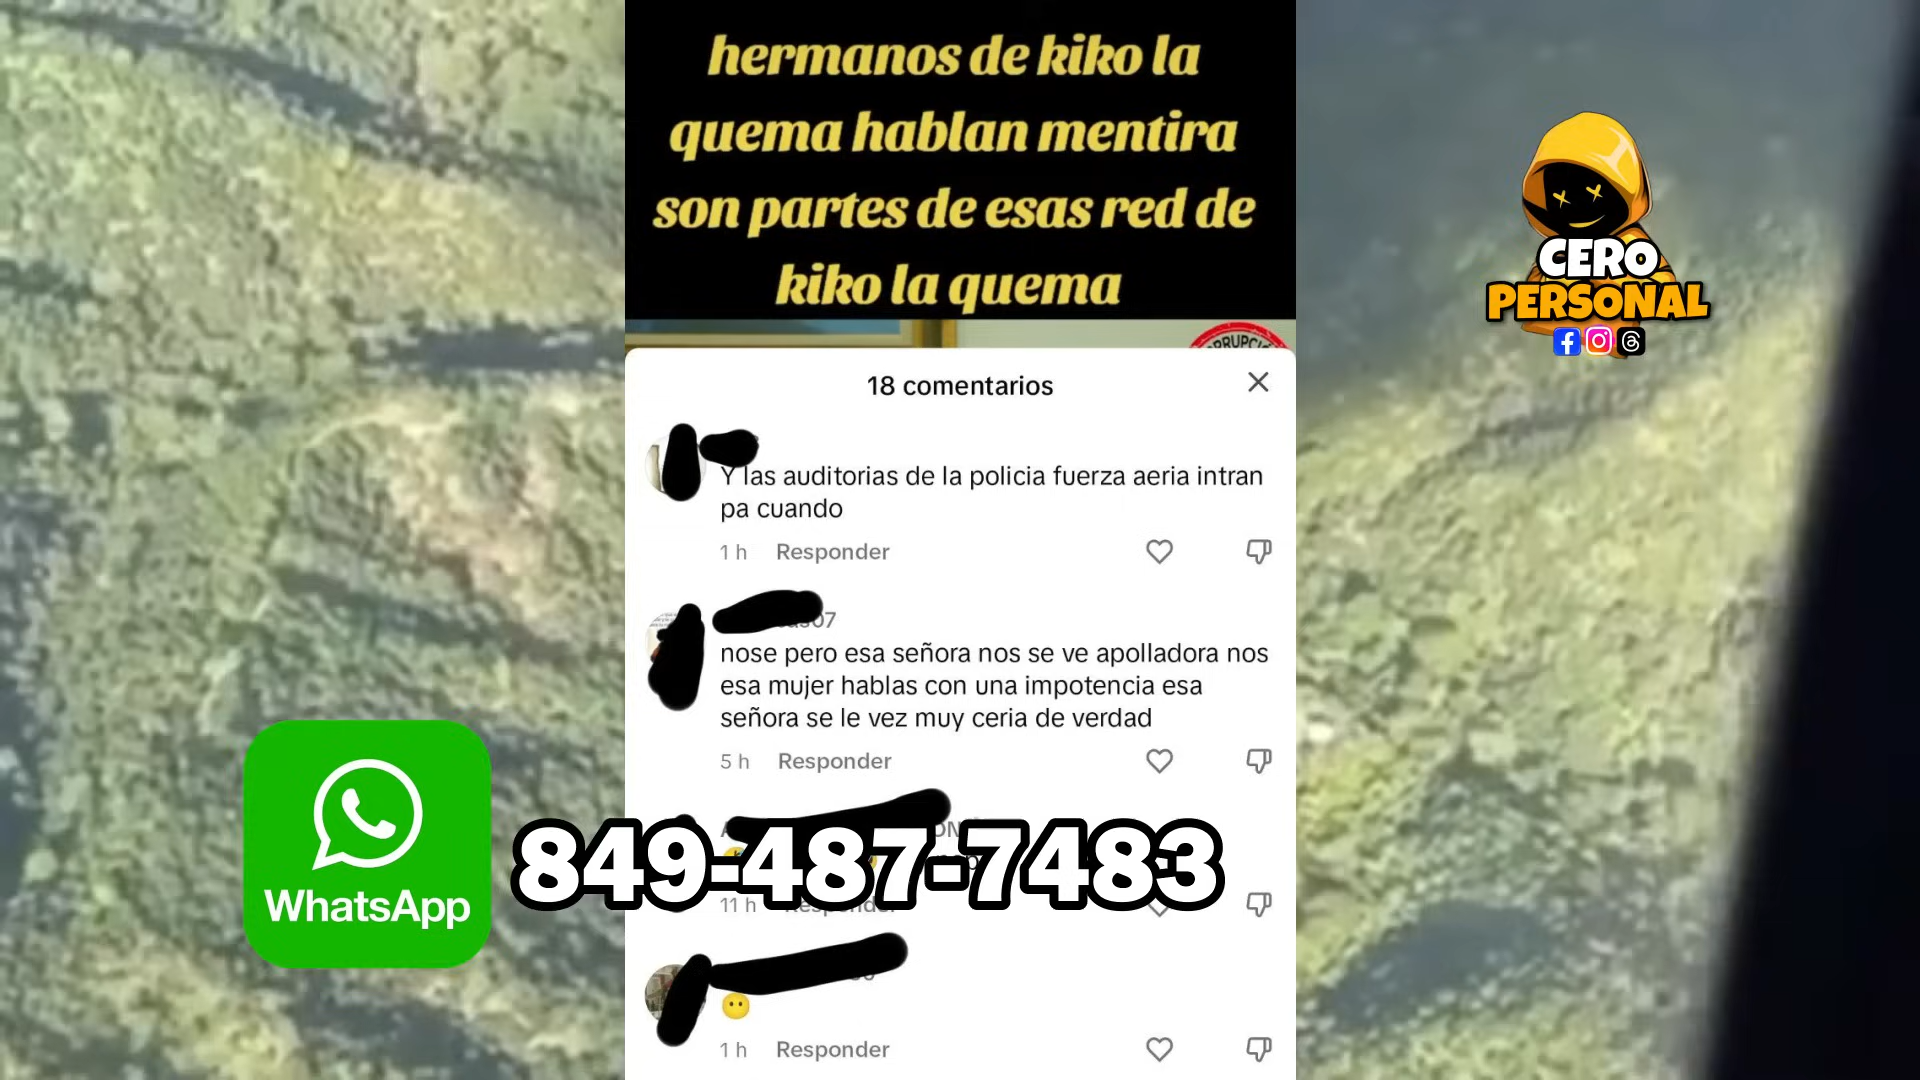 hermanos de kiko la
quema hablan mentira
son partes de esas red de
kiko la quema
18 comentarios
Y las auditorias de la policia fuerza aeria intran
pa cuando
1 h Responder
nose pero esa señora nos se ve apolladora nos
esa mujer hablas con una impotencia esa
señora se le vez muy ceria de verdad
5 h Responder
849-487-7483
WhatsApp
11 h Responder
1 h Responder
CERO
PERSONAL